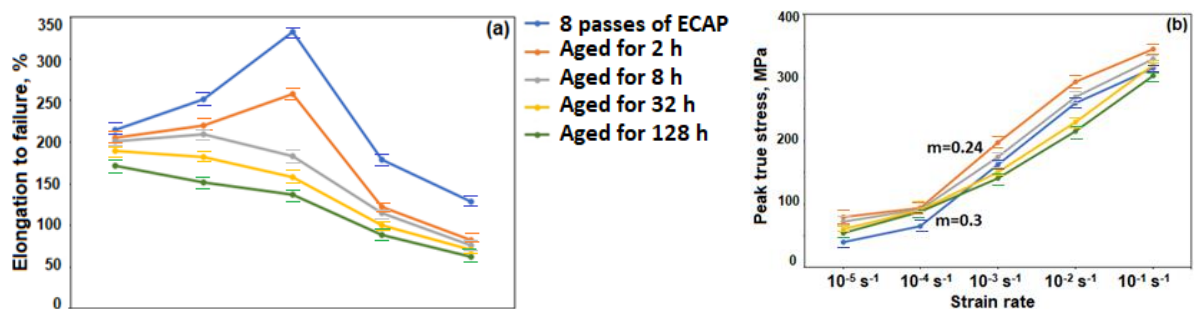 (a)
Elongation to failure, %
350
300
250
200
150
100
50
0
8 passes of ECAP
Aged for 2 h
Aged for 8 h
Aged for 32 h
Aged for 128 h
(b)
Peak true stress, MPa
400
300
200
100
0
m=0.24
m=0.3
10-5 s-1 10-4 s-1 10-3 s-1 10-2 s-1 10-1 s-1
Strain rate